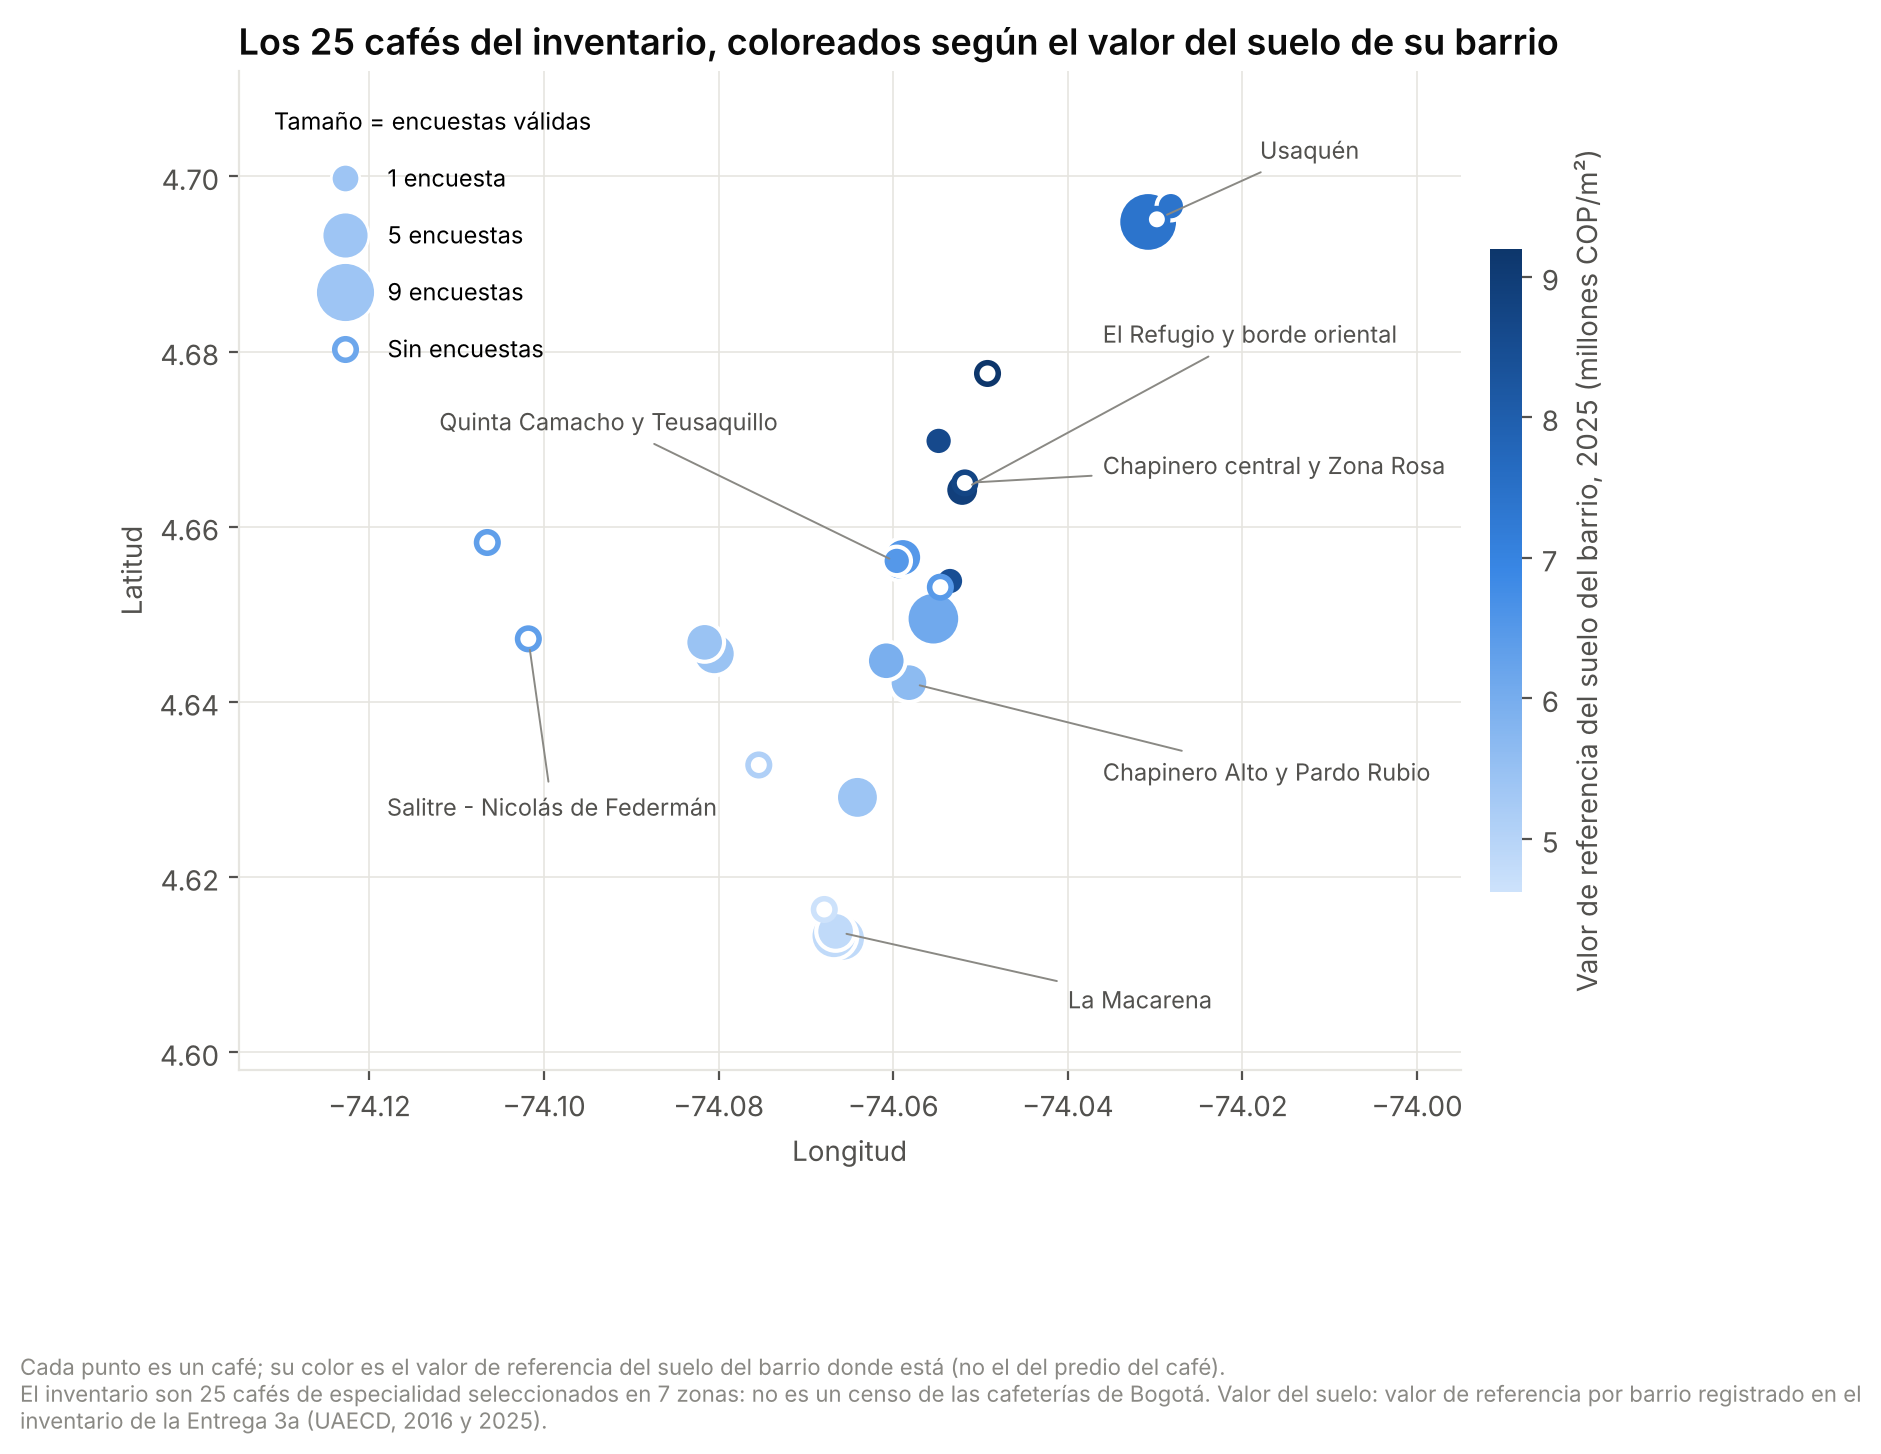 Los 25 cafés del inventario, coloreados según el valor del suelo de su barrio
Tamaño = encuestas válidas
1 encuesta
5 encuestas
9 encuestas
Sin encuestas
Usaquén
El Refugio y borde oriental
Quinta Camacho y Teusaquillo
Chapinero central y Zona Rosa
Chapinero Alto y Pardo Rubio
Salitre - Nicolás de Federmán
La Macarena
4.70
4.68
4.66
4.64
4.62
4.60
Latitud
−74.12
−74.10
−74.08
−74.06
−74.04
−74.02
−74.00
Longitud
9
8
7
6
5
Valor de referencia del suelo del barrio, 2025 (millones COP/m²)
Cada punto es un café; su color es el valor de referencia del suelo del barrio donde está (no el del predio del café).
El inventario son 25 cafés de especialidad seleccionados en 7 zonas: no es un censo de las cafeterías de Bogotá. Valor del suelo: valor de referencia por barrio registrado en el
inventario de la Entrega 3a (UAECD, 2016 y 2025).